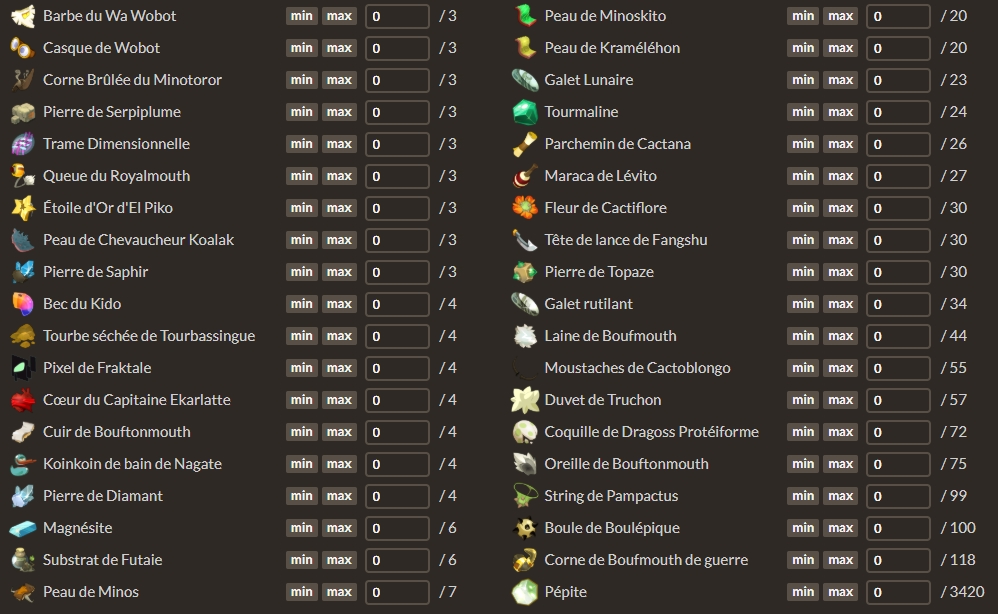 Barbe du Wa Wobot min max 0 / 3
Casque de Wobot min max 0 / 3
Corne Brûlée du Minotoror min max 0 / 3
Pierre de Serpiplume min max 0 / 3
Trame Dimensionnelle min max 0 / 3
Queue du Royalmouth min max 0 / 3
Étoile d'Or d'El Piko min max 0 / 3
Peau de Chevaucheur Koalak min max 0 / 3
Pierre de Saphir min max 0 / 3
Bec du Kido min max 0 / 4
Tourbe séchée de Tourbassingue min max 0 / 4
Pixel de Fraktale min max 0 / 4
Cœur du Capitaine Ekarlatte min max 0 / 4
Cuir de Bouftonmouth min max 0 / 4
Koinkoin de bain de Nagate min max 0 / 4
Pierre de Diamant min max 0 / 4
Magnésite min max 0 / 6
Substrat de Futaie min max 0 / 6
Peau de Minos min max 0 / 7
Peau de Minoskito min max 0 / 20
Peau de Kraméléhon min max 0 / 20
Galet Lunaire min max 0 / 23
Tourmaline min max 0 / 24
Parchemin de Cactana min max 0 / 26
Maraca de Lévito min max 0 / 27
Fleur de Cactiflore min max 0 / 30
Tête de lance de Fangshu min max 0 / 30
Pierre de Topaze min max 0 / 30
Galet rutilant min max 0 / 34
Laine de Boufmouth min max 0 / 44
Moustaches de Cactoblongo min max 0 / 55
Duvet de Truchon min max 0 / 57
Coquille de Dragoss Protéiforme min max 0 / 72
Oreille de Bouftonmouth min max 0 / 75
String de Pampactus min max 0 / 99
Boule de Boulépique min max 0 / 100
Corne de Boufmouth de guerre min max 0 / 118
Pépite min max 0 / 3420